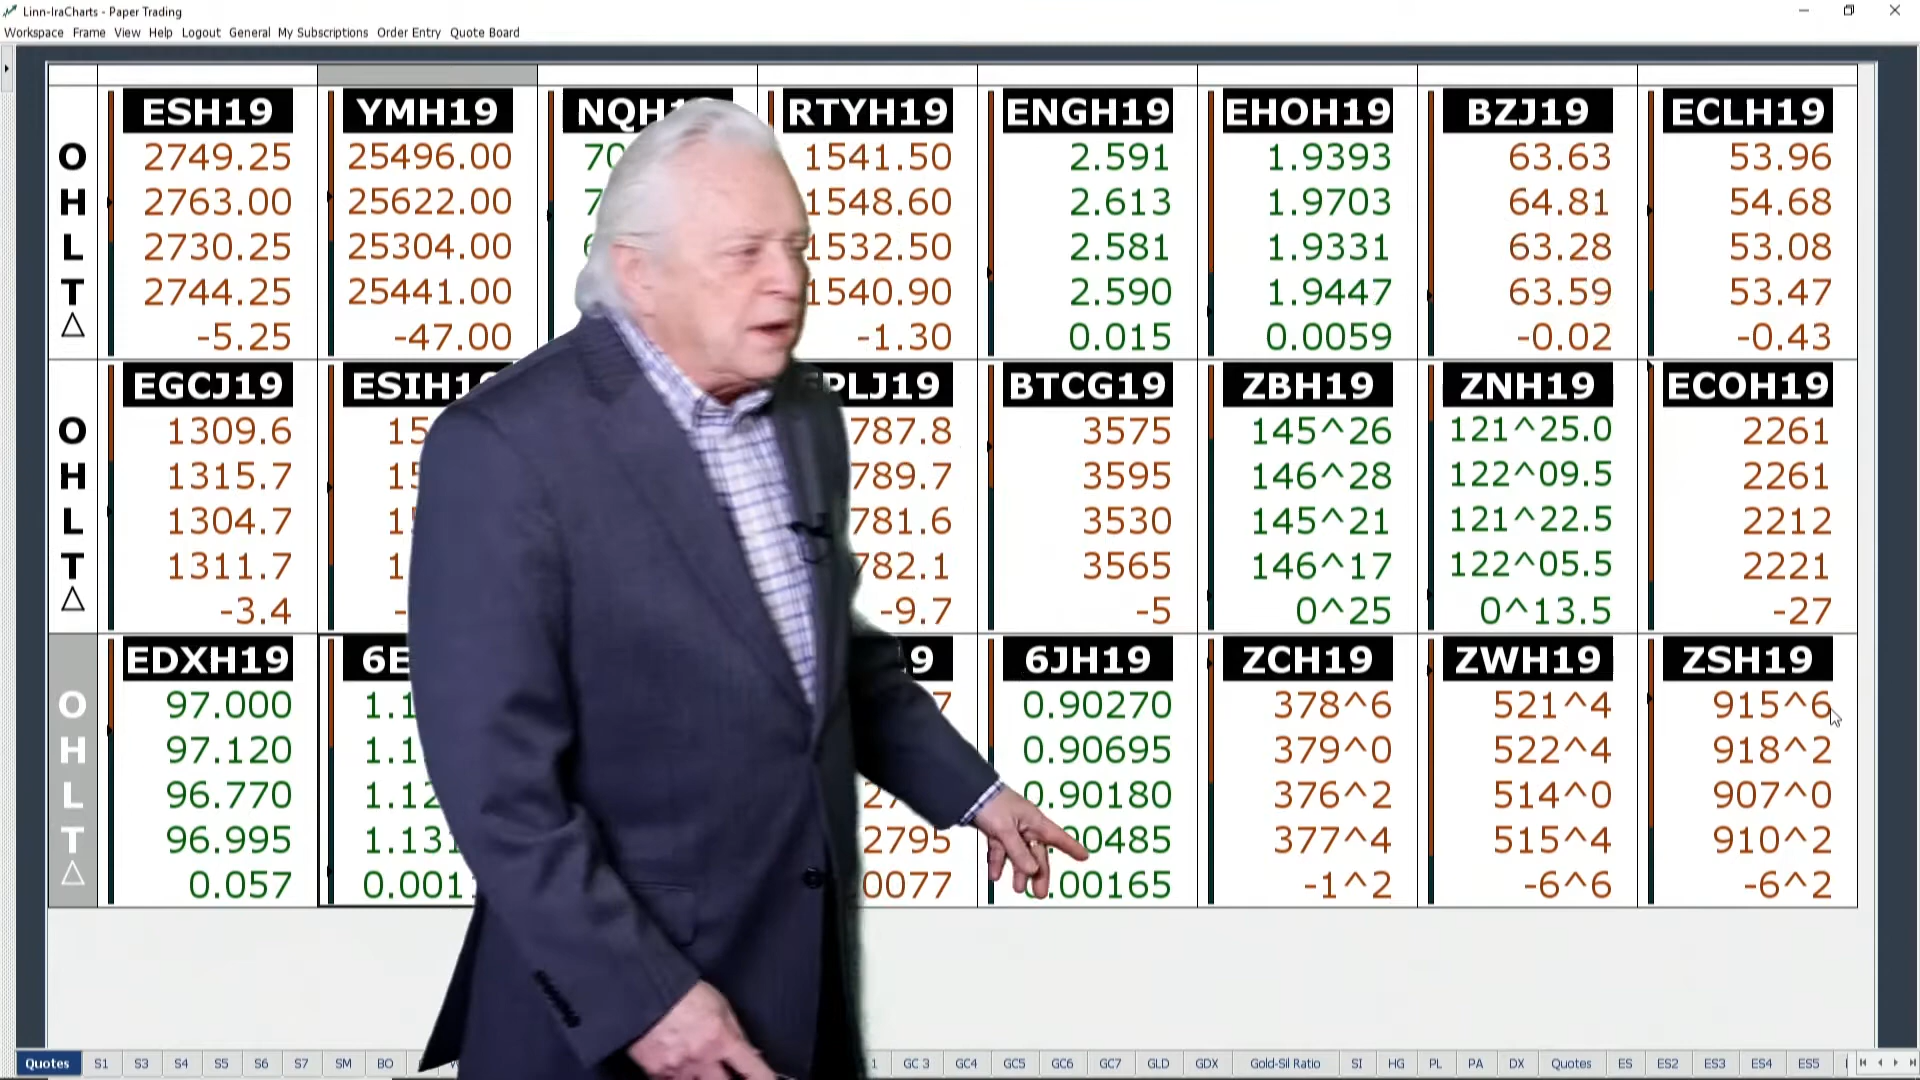 Linn-IraCharts - Paper Trading
Workspace Frame View Help Logout General My Subscriptions Order Entry Quote Board
ESH19 YMH19 RTYH19 ENGH19 EHOH19 BZJ19 ECLH19
O 2749.25 25496.00 1541.50 2.591 1.9393 63.63 53.96
H 2763.00 25622.00 1548.60 2.613 1.9703 64.81 54.68
L 2730.25 25304.00 1532.50 2.581 1.9331 63.28 53.08
T 2744.25 25441.00 1540.90 2.590 1.9447 63.59 53.47
△ -5.25 -47.00 -1.30 0.015 0.0059 -0.02 -0.43
EGCJ19 PLJ19 BTCG19 ZBH19 ZNH19 ECOH19
O 1309.6 787.8 3575 145^26 121^25.0 2261
H 1315.7 789.7 3595 146^28 122^09.5 2261
L 1304.7 781.6 3530 145^21 121^22.5 2212
T 1311.7 782.1 3565 146^17 122^05.5 2221
△ -3.4 -9.7 -5 0^25 0^13.5 -27
EDXH19 6JH19 ZCH19 ZWH19 ZSH19
O 97.000 0.90270 378^6 521^4 915^6
H 97.120 0.90695 379^0 522^4 918^2
L 96.770 0.90180 376^2 514^0 907^0
T 96.995 377^4 515^4 910^2
△ 0.057 -1^2 -6^6 -6^2
Quotes S1 S3 S4 S5 S6 S7 SM BO GC 3 GC4 GC5 GC6 GC7 GLD GDX Gold-Sil Ratio SI HG PL PA DX Quotes ES ES2 ES3 ES4 ES5